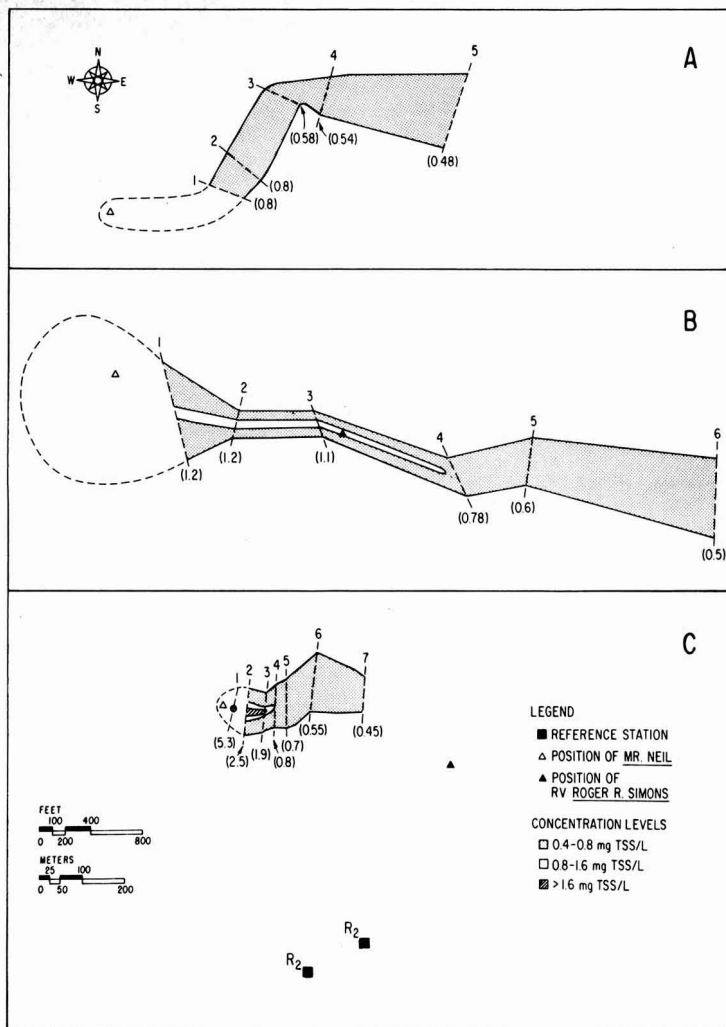 A
N
W E
S
1
2
3
4
5
(0.8)
(0.8)
(0.58)
(0.54)
(0.48)
B
1
2
3
4
5
6
(1.2)
(1.2)
(1.1)
(0.78)
(0.6)
(0.5)
C
1
2
3
4
5
6
7
(5.3)
(2.5)
(1.9)
(0.8)
(0.7)
(0.55)
(0.45)
LEGEND
REFERENCE STATION
POSITION OF MR. NEIL
POSITION OF
RV ROGER R. SIMONS
CONCENTRATION LEVELS
0.4-0.8 mg TSS/L
0.8-1.6 mg TSS/L
>1.6 mg TSS/L
FEET
100 400
0 200 800
METERS
25 100
0 50 200
R2
R2